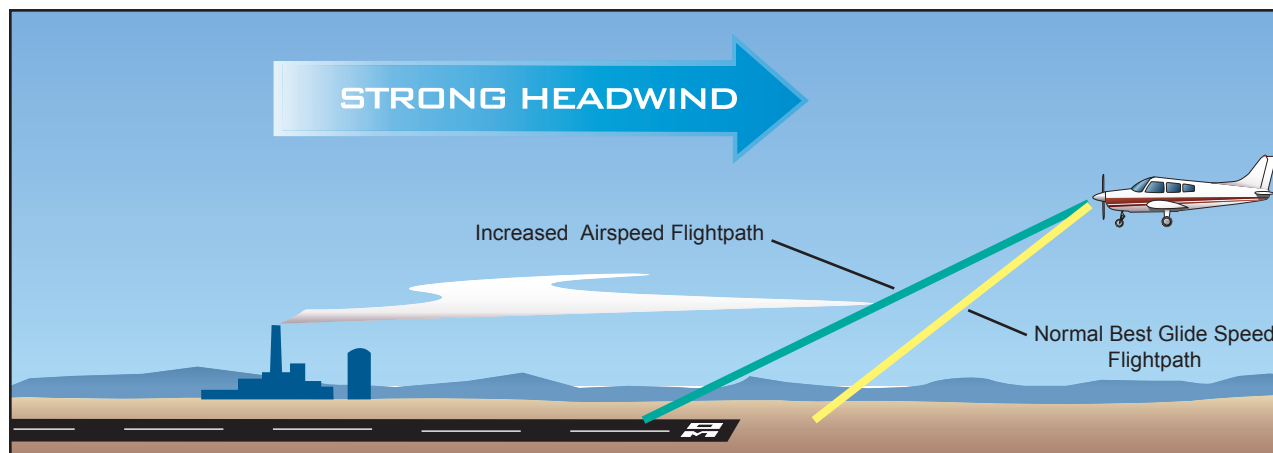 STRONG HEADWIND
Increased Airspeed Flightpath
Normal Best Glide Speed
Flightpath